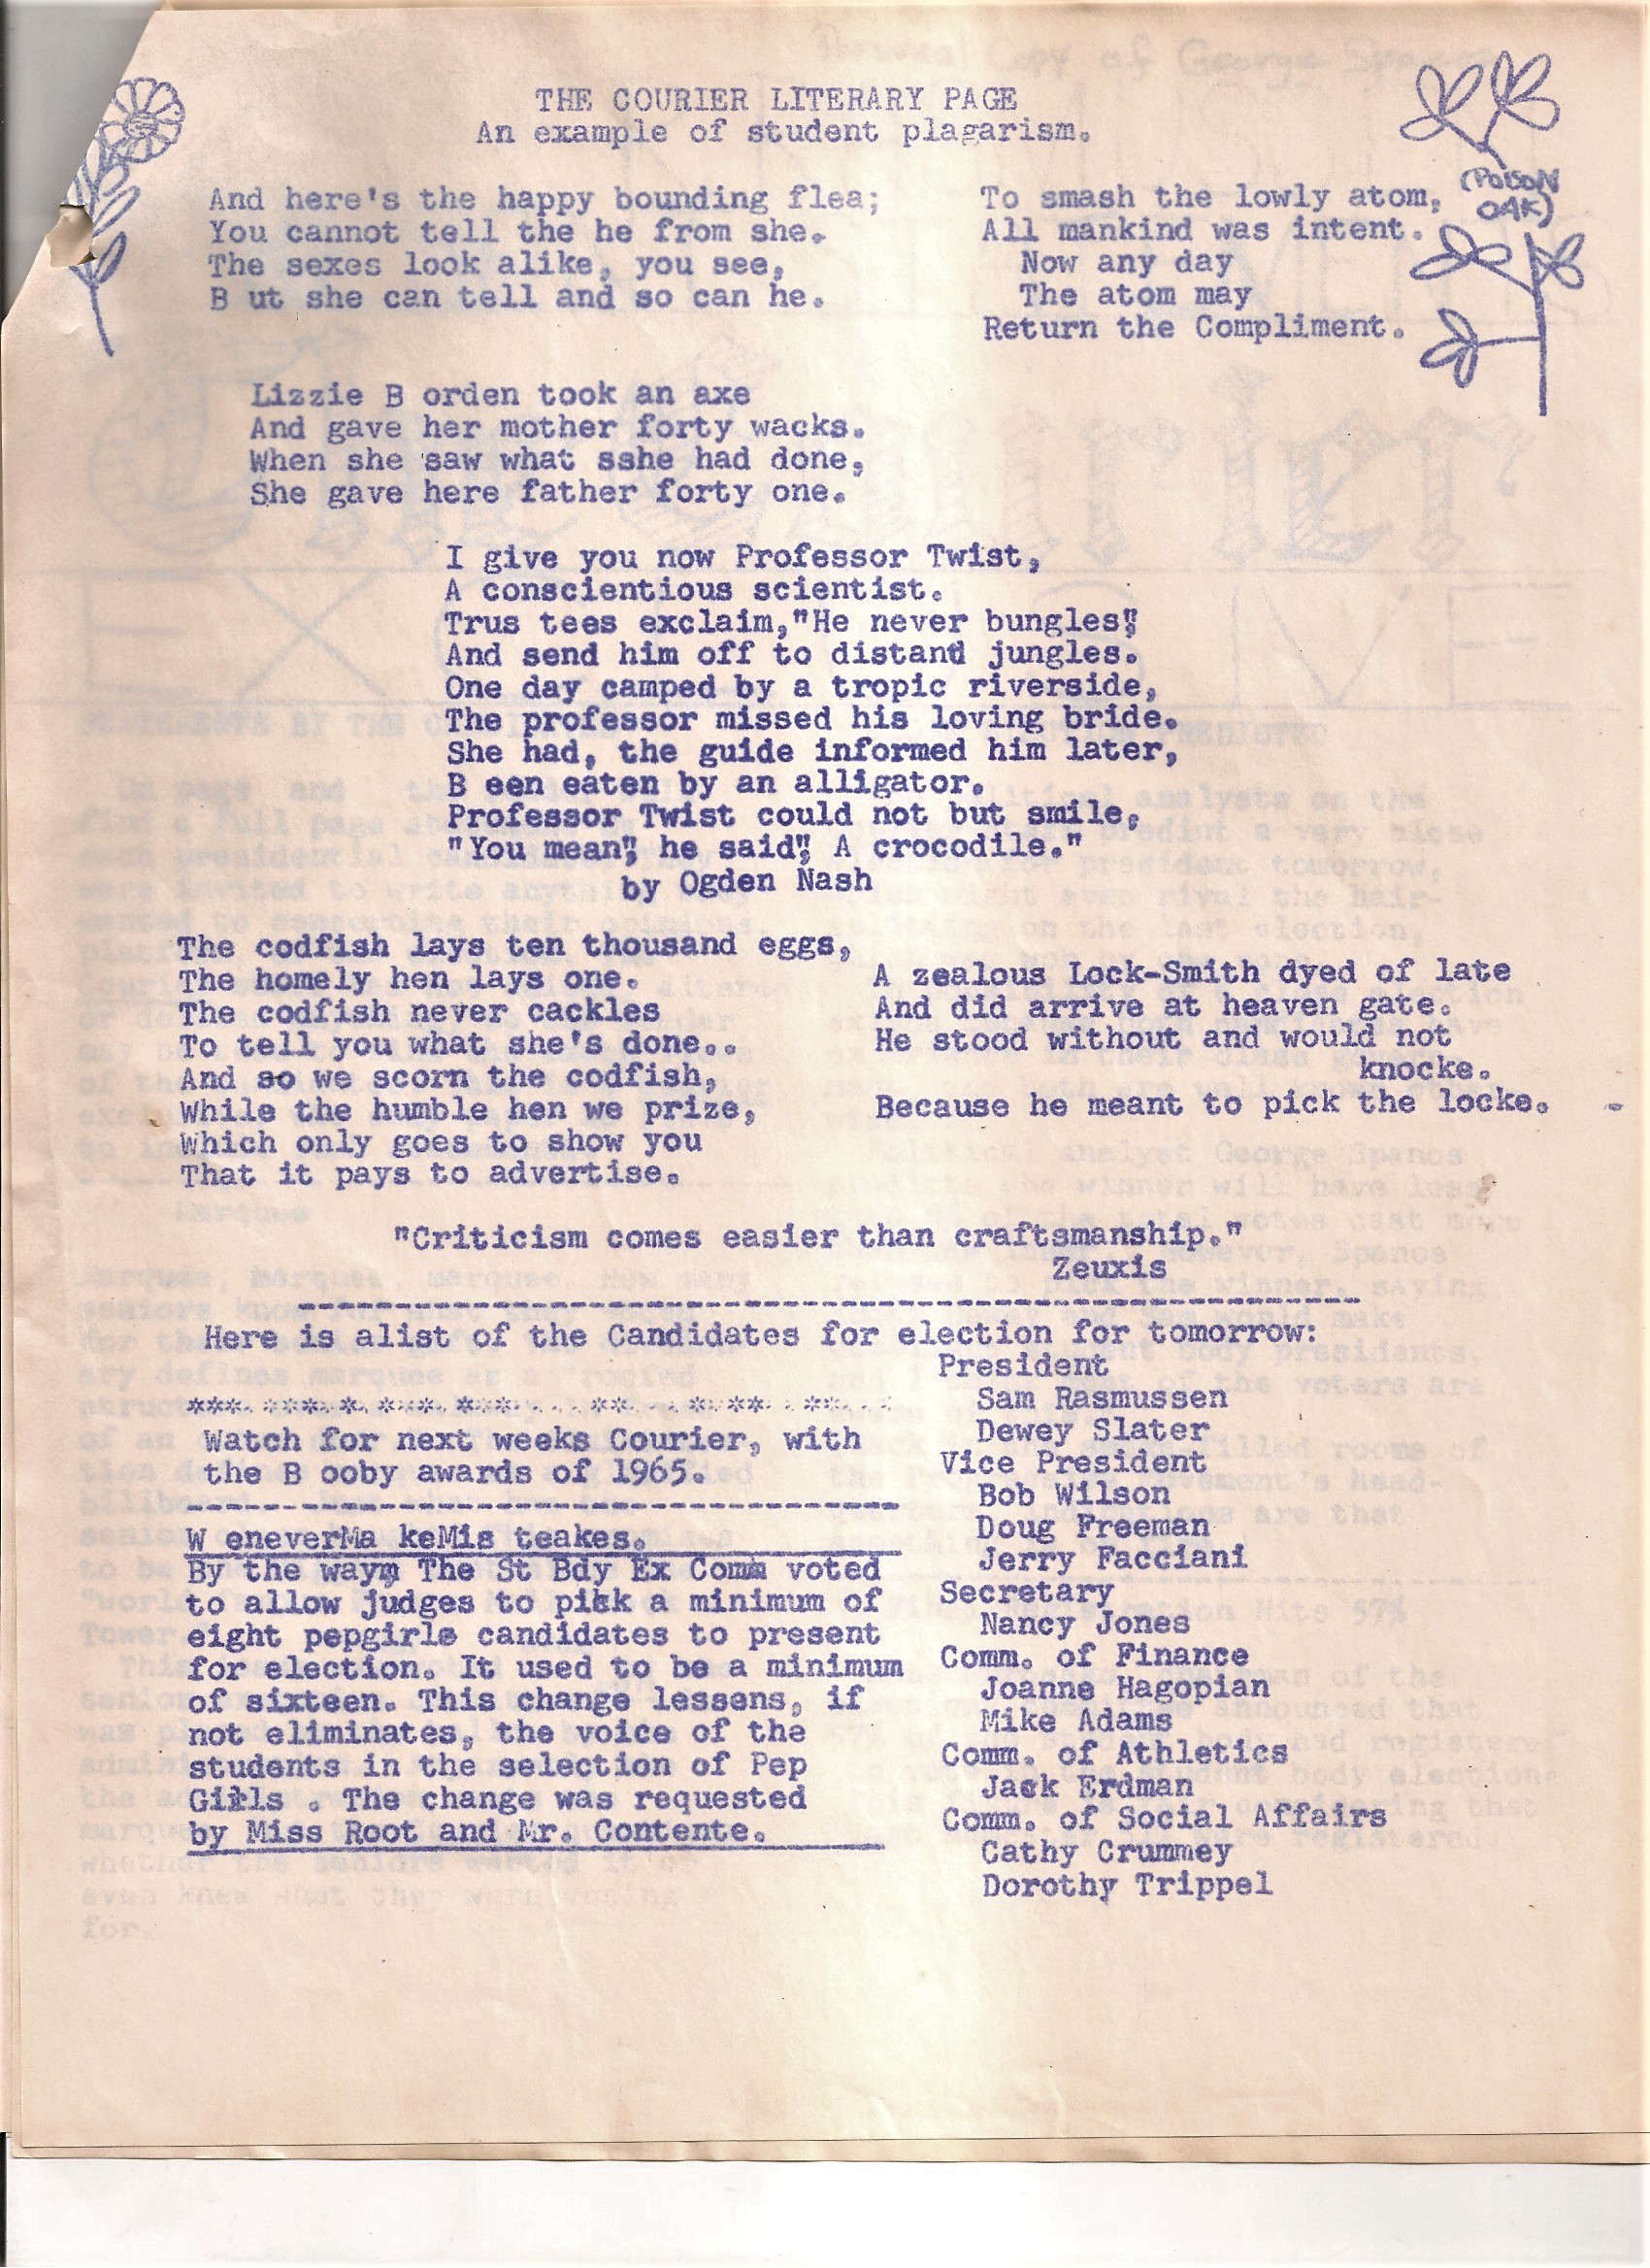 THE COURIER LITERARY PAGE
An example of student plagarism.
And here's the happy bounding flea;
You cannot tell the he from she.
The sexes look alike, you see,
B ut she can tell and so can he.
To smash the lowly atom,
All mankind was intent.
Now any day
The atom may
Return the Compliment.
(POISON
OAK)
Lizzie B orden took an axe
And gave her mother forty wacks.
When she saw what sshe had done,
She gave here father forty one.
I give you now Professor Twist,
A conscientious scientist.
Trus tees exclaim,"He never bungles",
And send him off to distand jungles.
One day camped by a tropic riverside,
The professor missed his loving bride.
She had, the guide informed him later,
B een eaten by an alligator.
Professor Twist could not but smile,
"You mean", he said", A crocodile."
by Ogden Nash
The codfish lays ten thousand eggs,
The homely hen lays one.
The codfish never cackles
To tell you what she's done..
And so we scorn the codfish,
While the humble hen we prize,
Which only goes to show you
That it pays to advertise.
A zealous Lock-Smith dyed of late
And did arrive at heaven gate.
He stood without and would not
knocke.
Because he meant to pick the locke.
"Criticism comes easier than craftsmanship."
Zeuxis
Here is alist of the Candidates for election for tomorrow:
Watch for next weeks Courier, with
the B ooby awards of 1965.
W eneverMa keMis teakes.
By the way, The St Bdy Ex Comm voted
to allow judges to pick a minimum of
eight pepgirls candidates to present
for election. It used to be a minimum
of sixteen. This change lessens, if
not eliminates, the voice of the
students in the selection of Pep
Girls . The change was requested
by Miss Root and Mr. Contente.
President
Sam Rasmussen
Dewey Slater
Vice President
Bob Wilson
Doug Freeman
Jerry Facciani
Secretary
Nancy Jones
Comm. of Finance
Joanne Hagopian
Mike Adams
Comm. of Athletics
Jack Erdman
Comm. of Social Affairs
Cathy Crummey
Dorothy Trippel